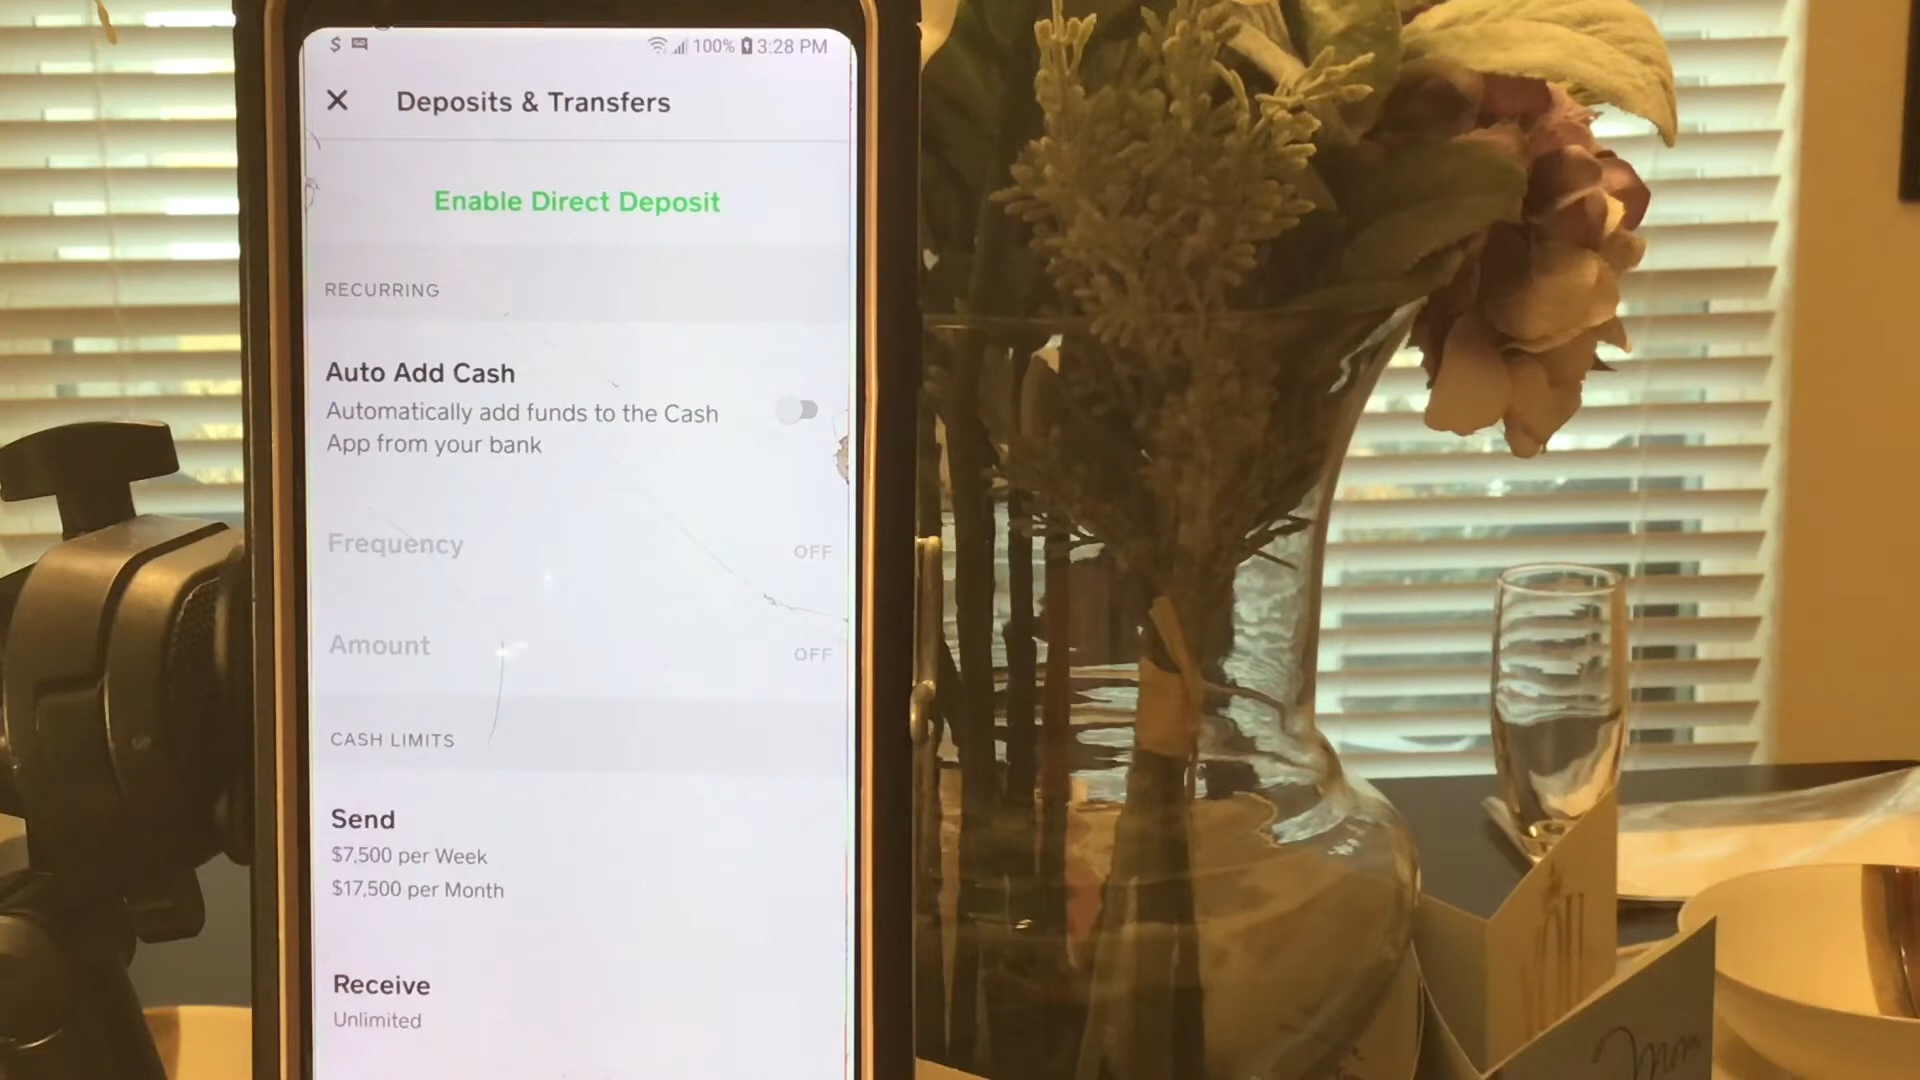 $ 100% 3:28 PM
Deposits & Transfers
Enable Direct Deposit
RECURRING
Auto Add Cash
Automatically add funds to the Cash
App from your bank
Frequency OFF
Amount OFF
CASH LIMITS
Send
$7,500 per Week
$17,500 per Month
Receive
Unlimited
Mom